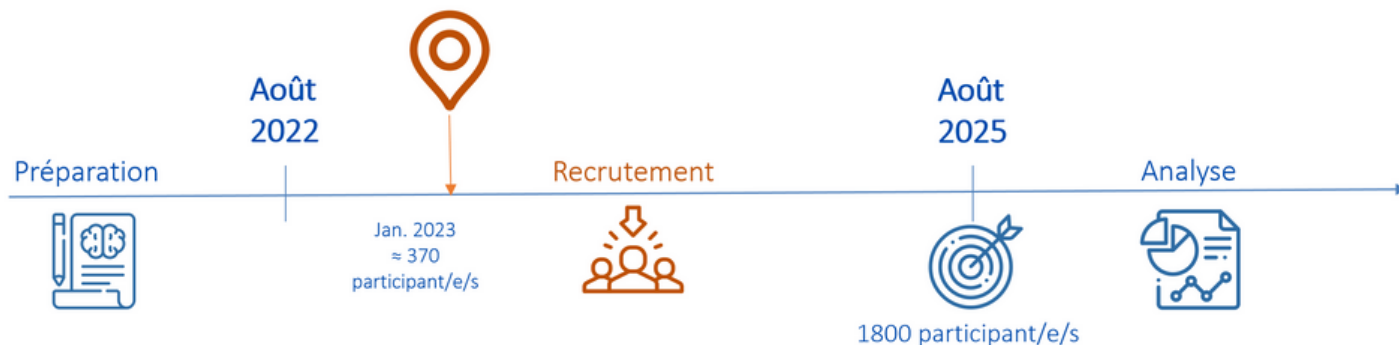 Août
2022
Août
2025
Préparation
Recrutement
Analyse
Jan. 2023
≈ 370
participant/e/s
1800 participant/e/s